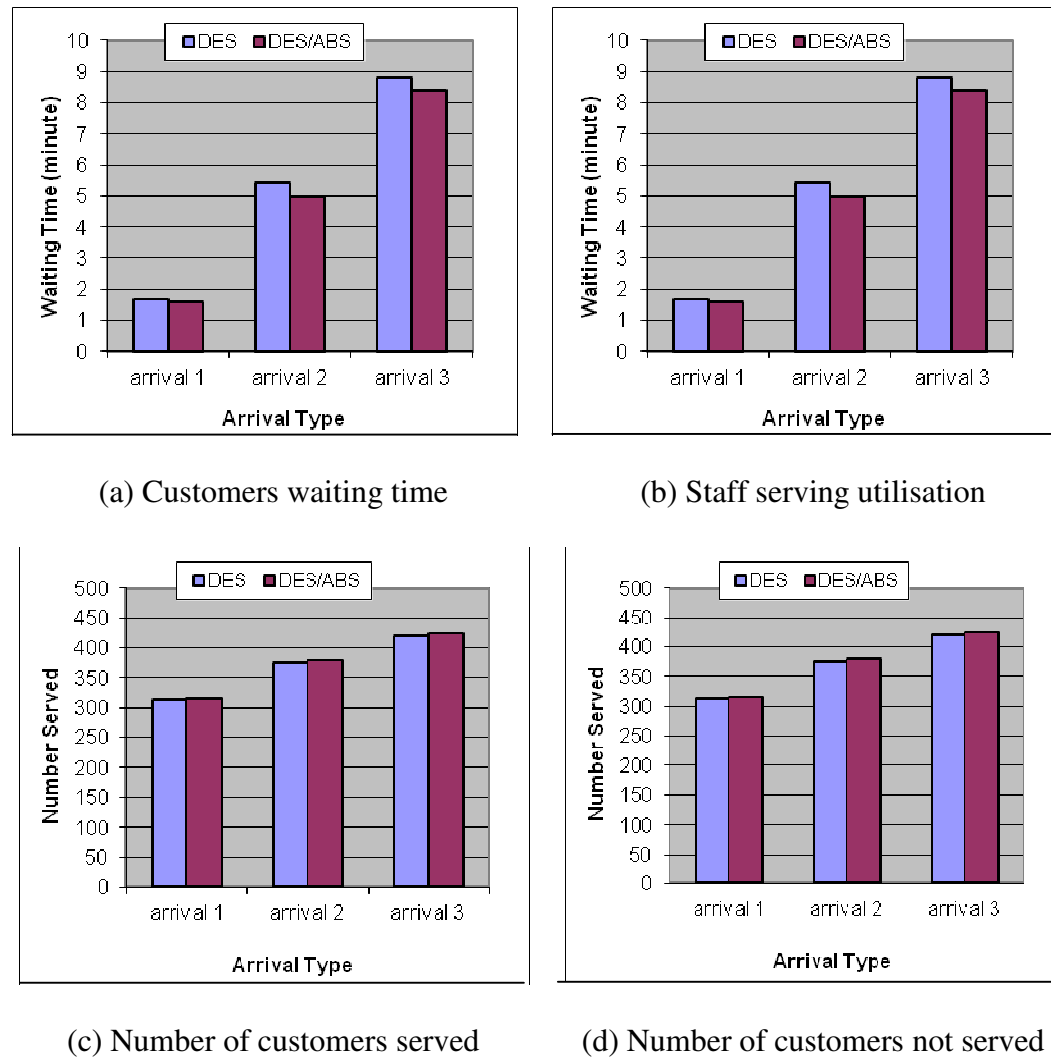 DES DES/ABS
10
9
8
7
6
5
4
3
2
1
0
Waiting Time (minute)
arrival 1 arrival 2 arrival 3
Arrival Type
(a) Customers waiting time
DES DES/ABS
10
9
8
7
6
5
4
3
2
1
0
Waiting Time (minute)
arrival 1 arrival 2 arrival 3
Arrival Type
(b) Staff serving utilisation
DES DES/ABS
500
450
400
350
300
250
200
150
100
50
0
Number Served
arrival 1 arrival 2 arrival 3
Arrival Type
(c) Number of customers served
DES DES/ABS
500
450
400
350
300
250
200
150
100
50
0
Number Served
arrival 1 arrival 2 arrival 3
Arrival Type
(d) Number of customers not served